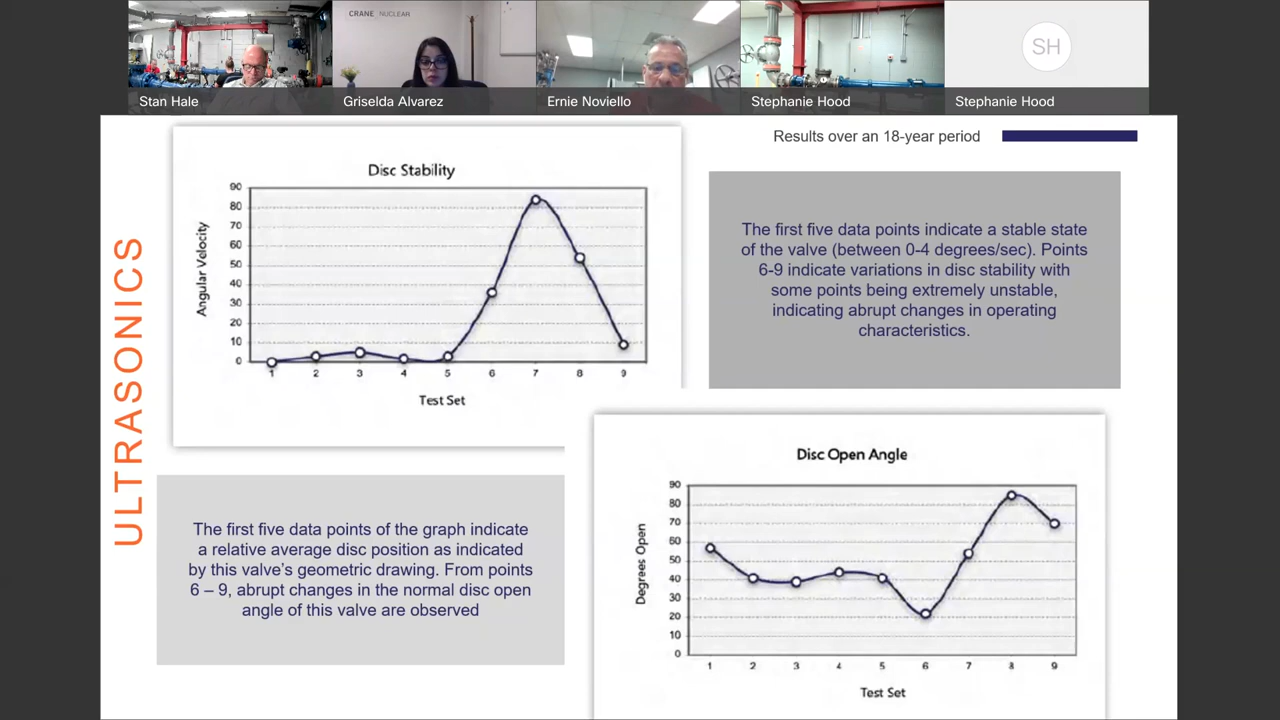 CRANE NUCLEAR
Stan Hale
Griselda Alvarez
Ernie Noviello
Stephanie Hood
SH
Stephanie Hood
Results over an 18-year period
ULTRASONICS
Disc Stability
Angular Velocity
90
80
70
60
50
40
30
20
10
0
1 2 3 4 5 6 7 8 9
Test Set
The first five data points indicate a stable state
of the valve (between 0-4 degrees/sec). Points
6-9 indicate variations in disc stability with
some points being extremely unstable,
indicating abrupt changes in operating
characteristics.
The first five data points of the graph indicate
a relative average disc position as indicated
by this valve's geometric drawing. From points
6 – 9, abrupt changes in the normal disc open
angle of this valve are observed
Disc Open Angle
Degrees Open
90
80
70
60
50
40
30
20
10
0
1 2 3 4 5 6 7 8 9
Test Set